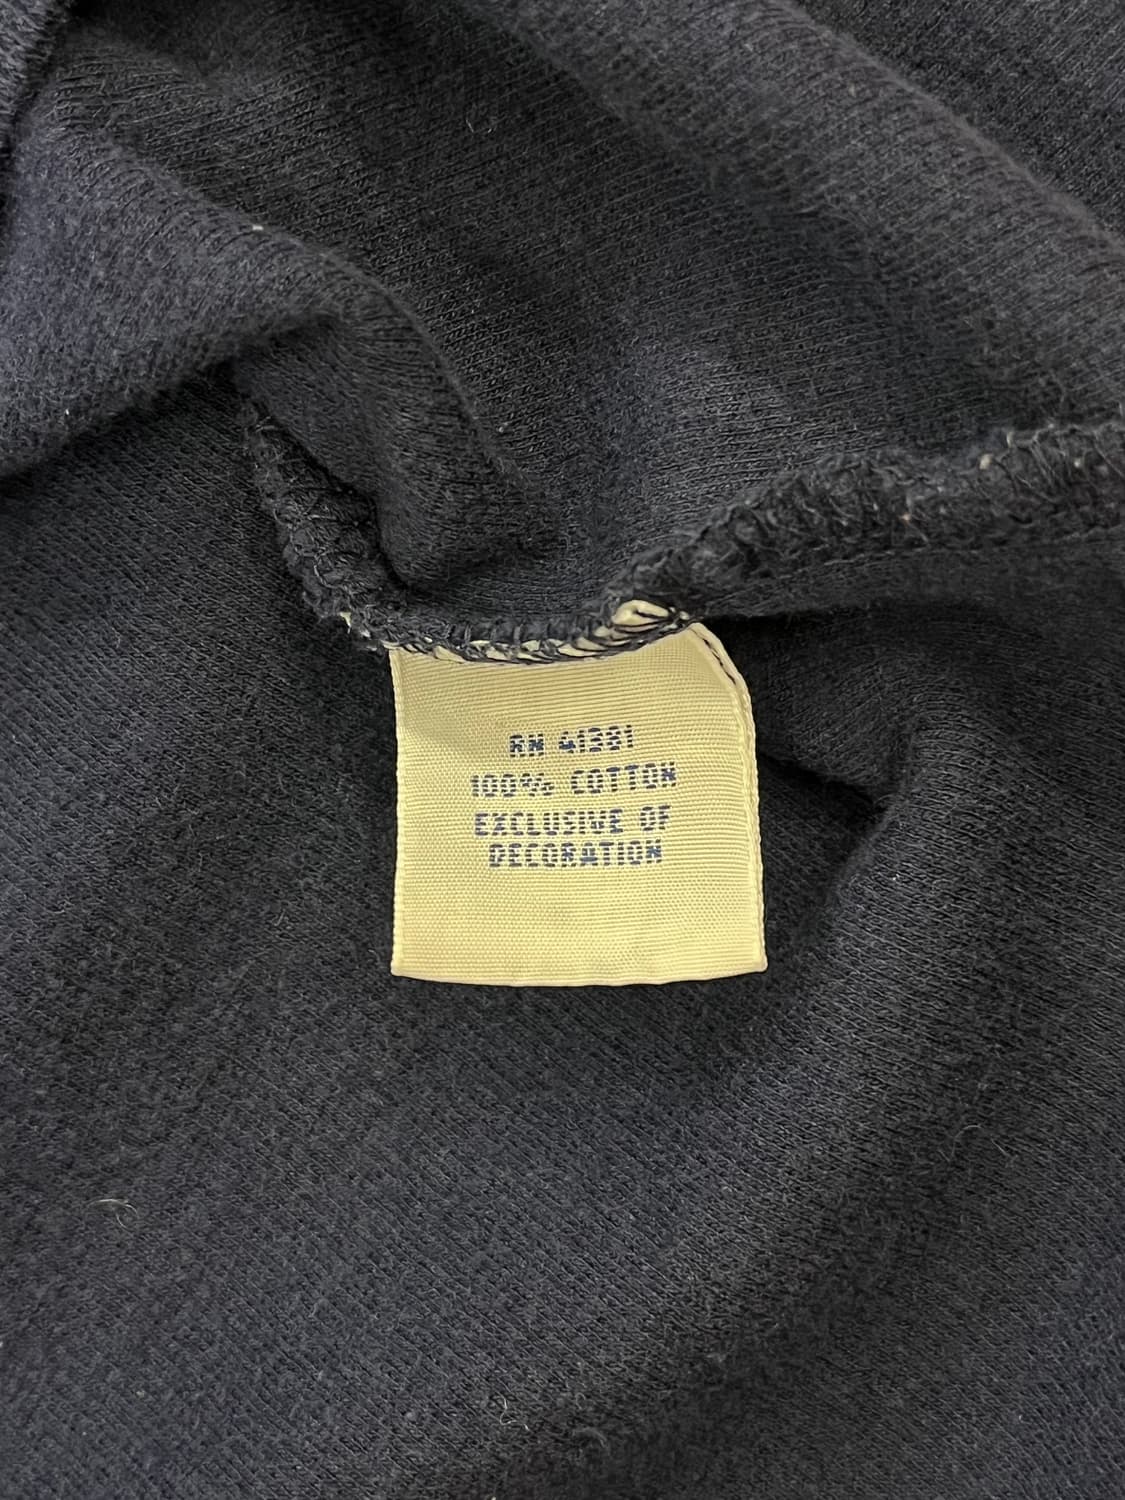 RN 41381
100% COTTON
EXCLUSIVE OF
DECORATION